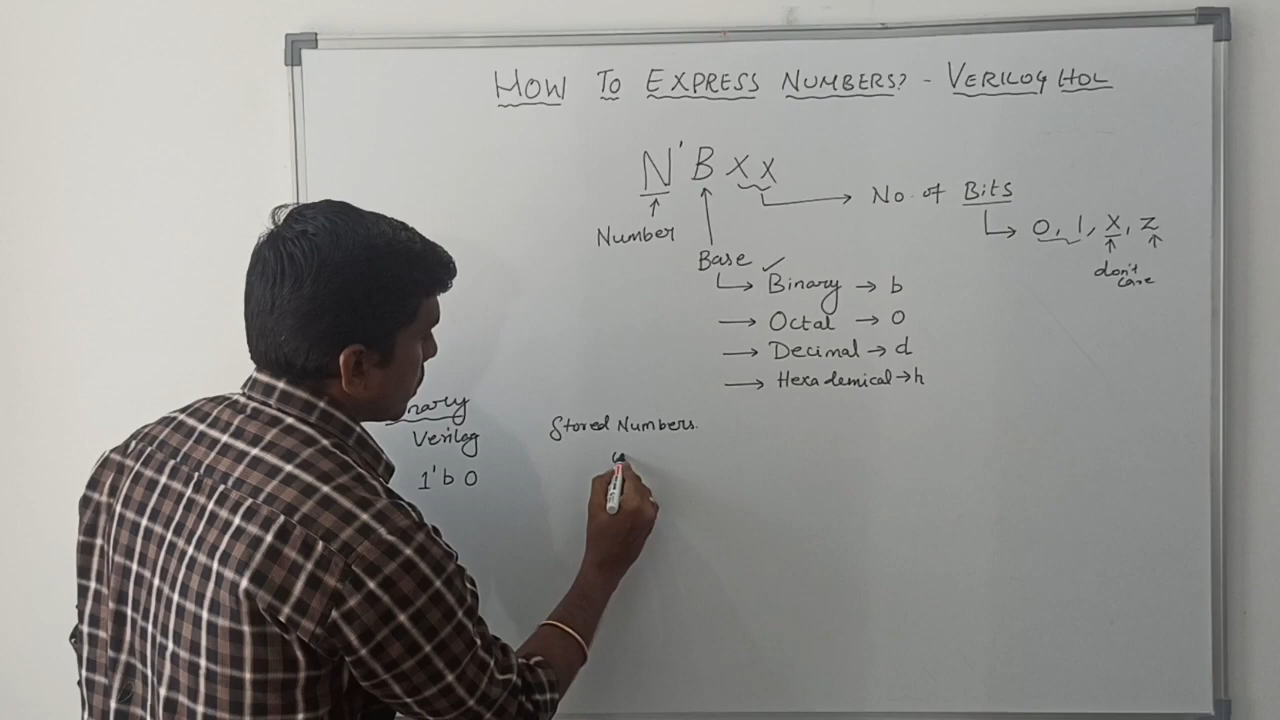 HOW TO EXPRESS NUMBERS? - VERILOG HDL
N'B X X → No. of Bits
→ 0, 1, X, Z
Number
don't care
Base ✓
→ Binary → b
→ Octal → O
→ Decimal → d
→ Hexa demical → h
Verilog
Stored Numbers.
1'b 0